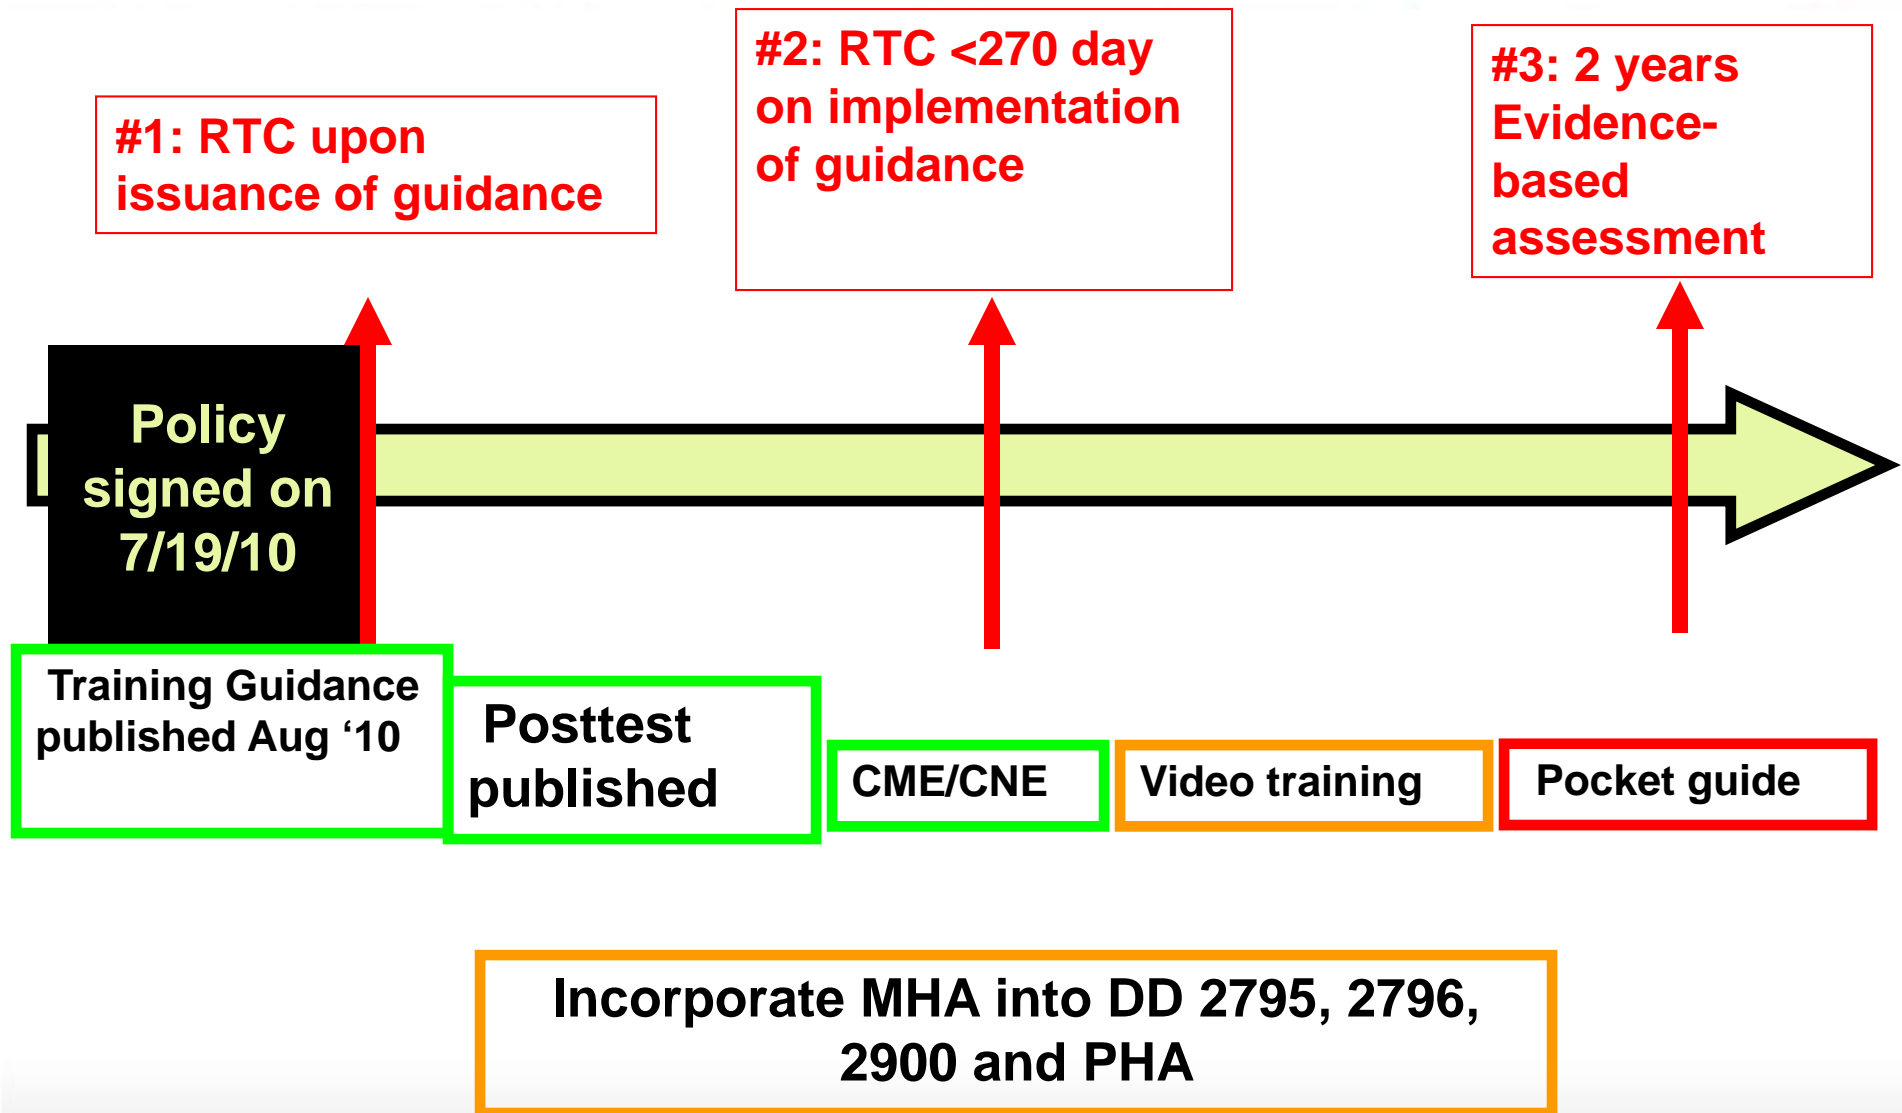 #1: RTC upon
issuance of guidance
#2: RTC <270 day
on implementation
of guidance
#3: 2 years
Evidence-
based
assessment
Policy
signed on
7/19/10
Training Guidance
published Aug ‘10
Posttest
published
CME/CNE
Video training
Pocket guide
Incorporate MHA into DD 2795, 2796,
2900 and PHA